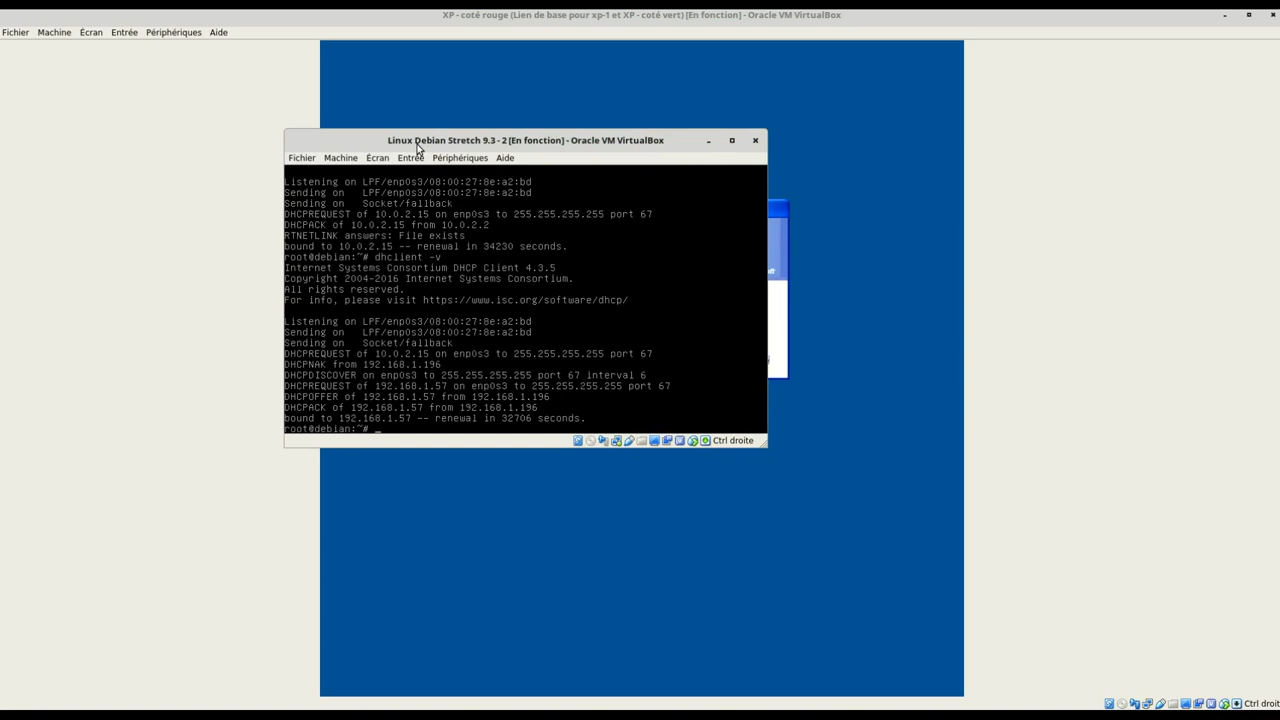 XP - coté rouge (Lien de base pour xp-1 et XP - coté vert) [En fonction] - Oracle VM VirtualBox
Fichier Machine Écran Entrée Périphériques Aide
Linux Debian Stretch 9.3 - 2 [En fonction] - Oracle VM VirtualBox
Fichier Machine Écran Entrée Périphériques Aide
Listening on LPF/enp0s3/08:00:27:8e:a2:bd
Sending on   LPF/enp0s3/08:00:27:8e:a2:bd
Sending on   Socket/fallback
DHCPREQUEST of 10.0.2.15 on enp0s3 to 255.255.255.255 port 67
DHCPACK of 10.0.2.15 from 10.0.2.2
RTNETLINK answers: File exists
bound to 10.0.2.15 -- renewal in 34230 seconds.
root@debian:~# dhclient -v
Internet Systems Consortium DHCP Client 4.3.5
Copyright 2004-2016 Internet Systems Consortium.
All rights reserved.
For info, please visit https://www.isc.org/software/dhcp/
Listening on LPF/enp0s3/08:00:27:8e:a2:bd
Sending on   LPF/enp0s3/08:00:27:8e:a2:bd
Sending on   Socket/fallback
DHCPREQUEST of 10.0.2.15 on enp0s3 to 255.255.255.255 port 67
DHCPNAK from 192.168.1.196
DHCPDISCOVER on enp0s3 to 255.255.255.255 port 67 interval 6
DHCPREQUEST of 192.168.1.57 on enp0s3 to 255.255.255.255 port 67
DHCPOFFER of 192.168.1.57 from 192.168.1.196
DHCPACK of 192.168.1.57 from 192.168.1.196
bound to 192.168.1.57 -- renewal in 32706 seconds.
root@debian:~# _
Ctrl droite
Ctrl droit